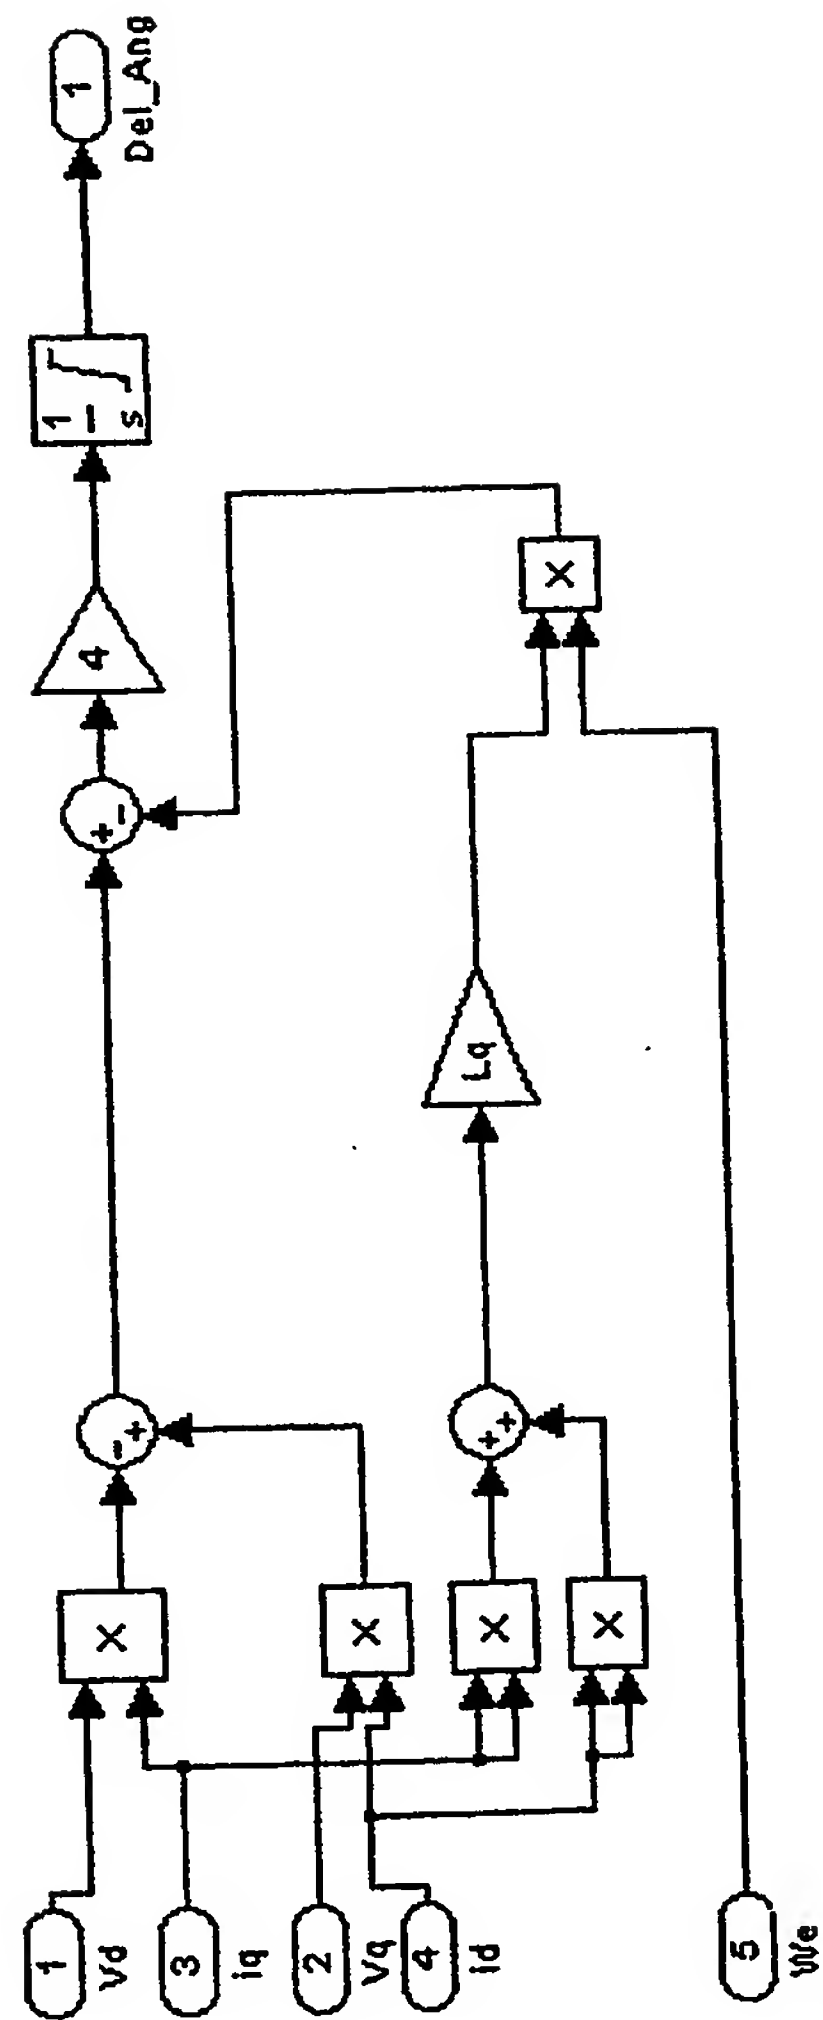 1
Vd
3
iq
2
Vq
4
id
5
We
X
X
X
X
- +
+ +
Lq
X
+ -
4
1
s
1
Del_Ang